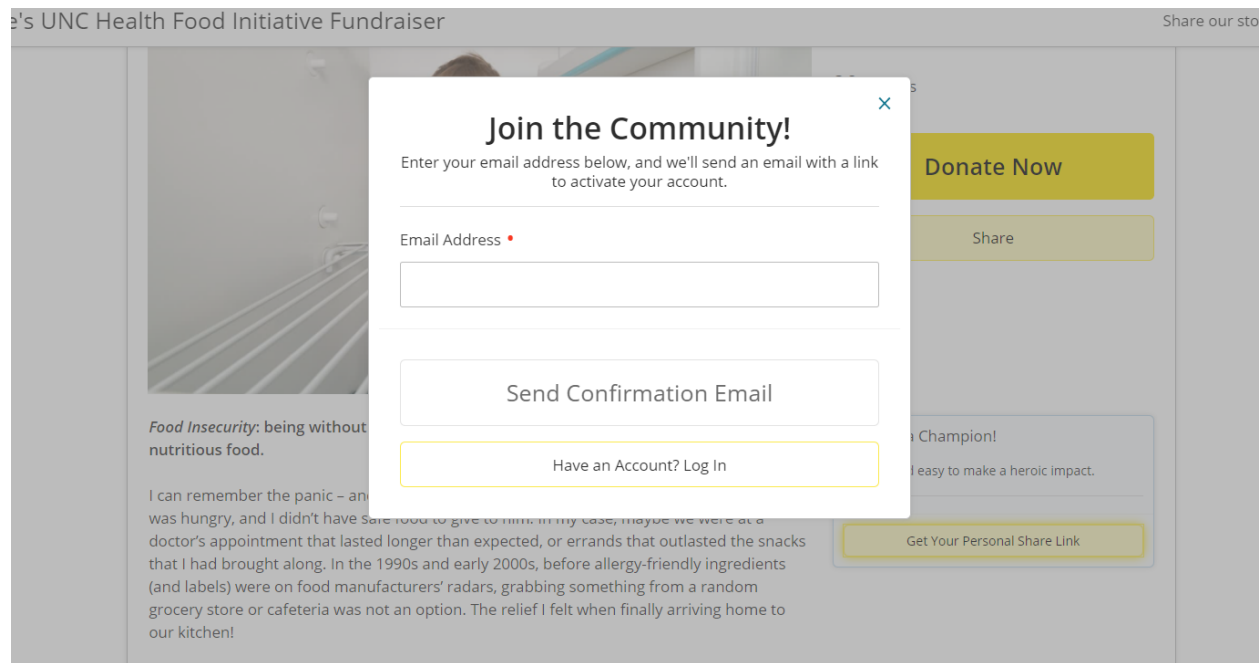 e's UNC Health Food Initiative Fundraiser
Share our sto
s
Donate Now
Share
Join the Community!
Enter your email address below, and we'll send an email with a link
to activate your account.
Email Address •
Send Confirmation Email
Have an Account? Log In
Food Insecurity: being without
nutritious food.
I can remember the panic – an
was hungry, and I didn't have safe food to give to him. In my case, maybe we were at a
doctor's appointment that lasted longer than expected, or errands that outlasted the snacks
that I had brought along. In the 1990s and early 2000s, before allergy-friendly ingredients
(and labels) were on food manufacturers' radars, grabbing something from a random
grocery store or cafeteria was not an option. The relief I felt when finally arriving home to
our kitchen!
a Champion!
d easy to make a heroic impact.
Get Your Personal Share Link